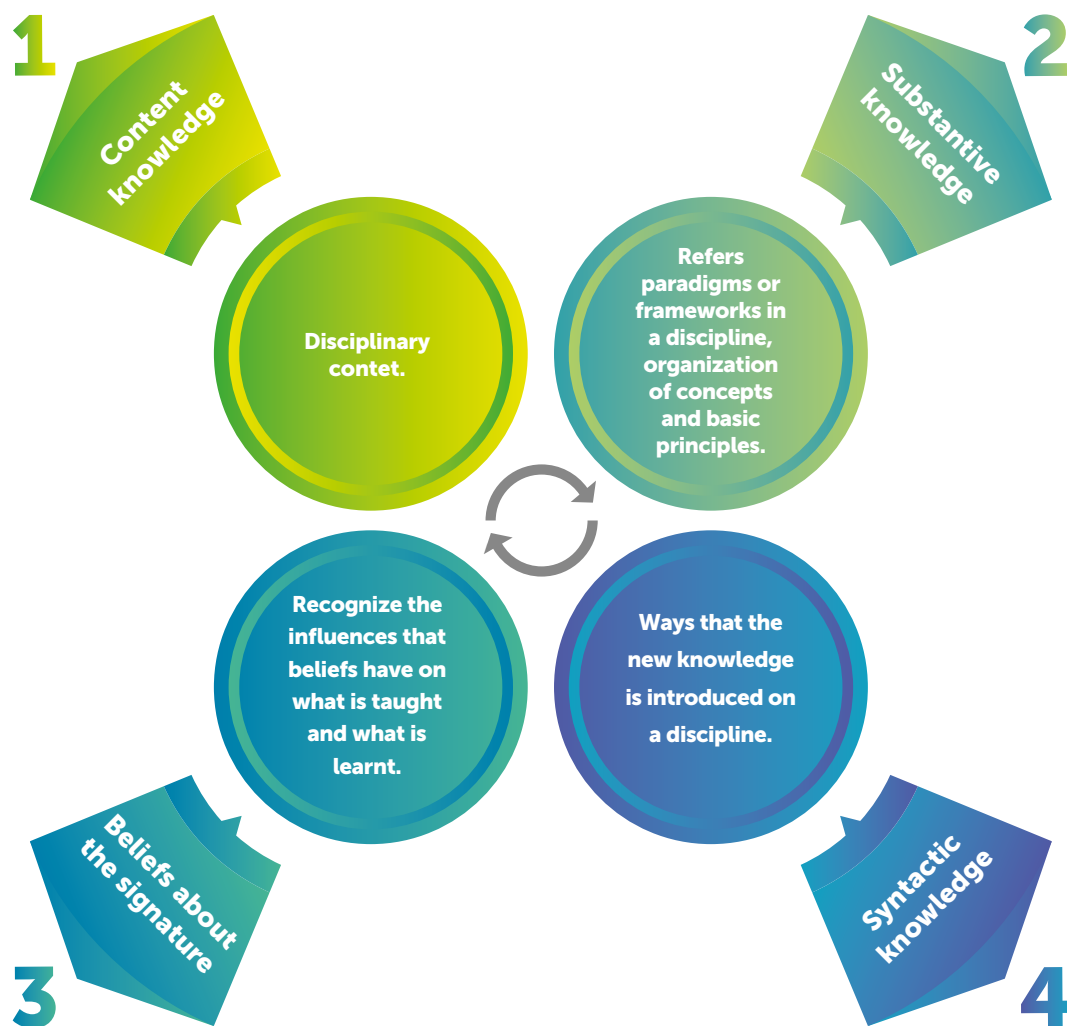 1
Content
knowledge
Disciplinary
contet.
2
Substantive
knowledge
Refers
paradigms or
frameworks in
a discipline,
organization
of concepts
and basic
principles.
3
Beliefs about
the signature
Recognize the
influences that
beliefs have on
what is taught
and what is
learnt.
4
Syntactic
knowledge
Ways that the
new knowledge
is introduced on
a discipline.